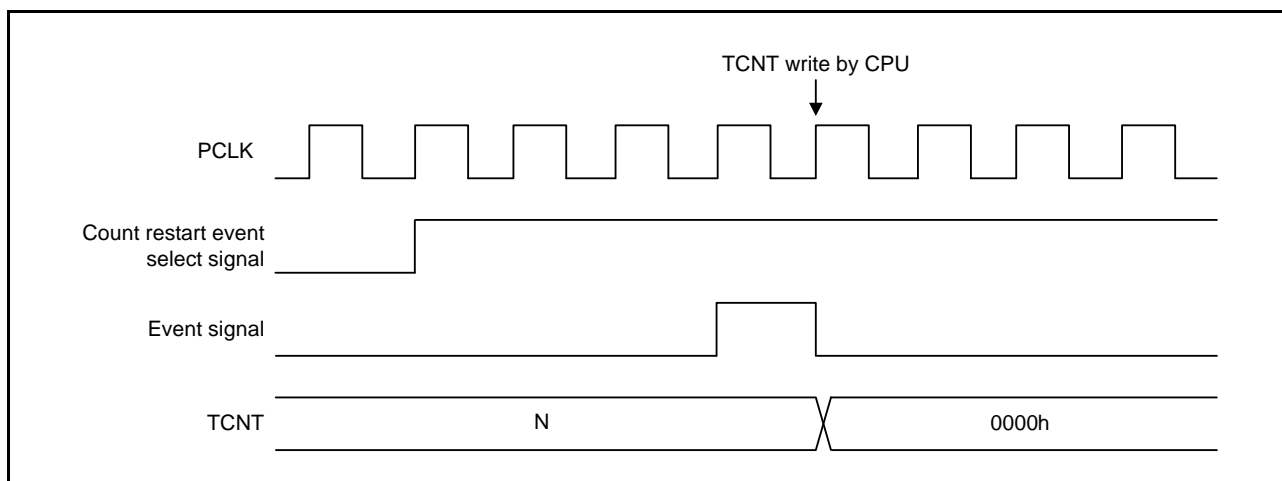 TCNT write by CPU
PCLK
Count restart event
select signal
Event signal
TCNT
N
0000h